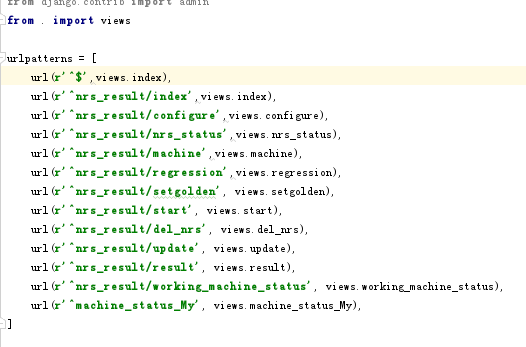 from django.contrib import admin
from . import views
urlpatterns = [
url(r'^$',views.index),
url(r'^nrs_result/index',views.index),
url(r'^nrs_result/configure',views.configure),
url(r'^nrs_result/nrs_status',views.nrs_status),
url(r'^nrs_result/machine',views.machine),
url(r'^nrs_result/regression',views.regression),
url(r'^nrs_result/setgolden', views.setgolden),
url(r'^nrs_result/start', views.start),
url(r'^nrs_result/del_nrs', views.del_nrs),
url(r'^nrs_result/update', views.update),
url(r'^nrs_result/result', views.result),
url(r'^nrs_result/working_machine_status', views.working_machine_status),
url(r'^machine_status_My', views.machine_status_My),
]